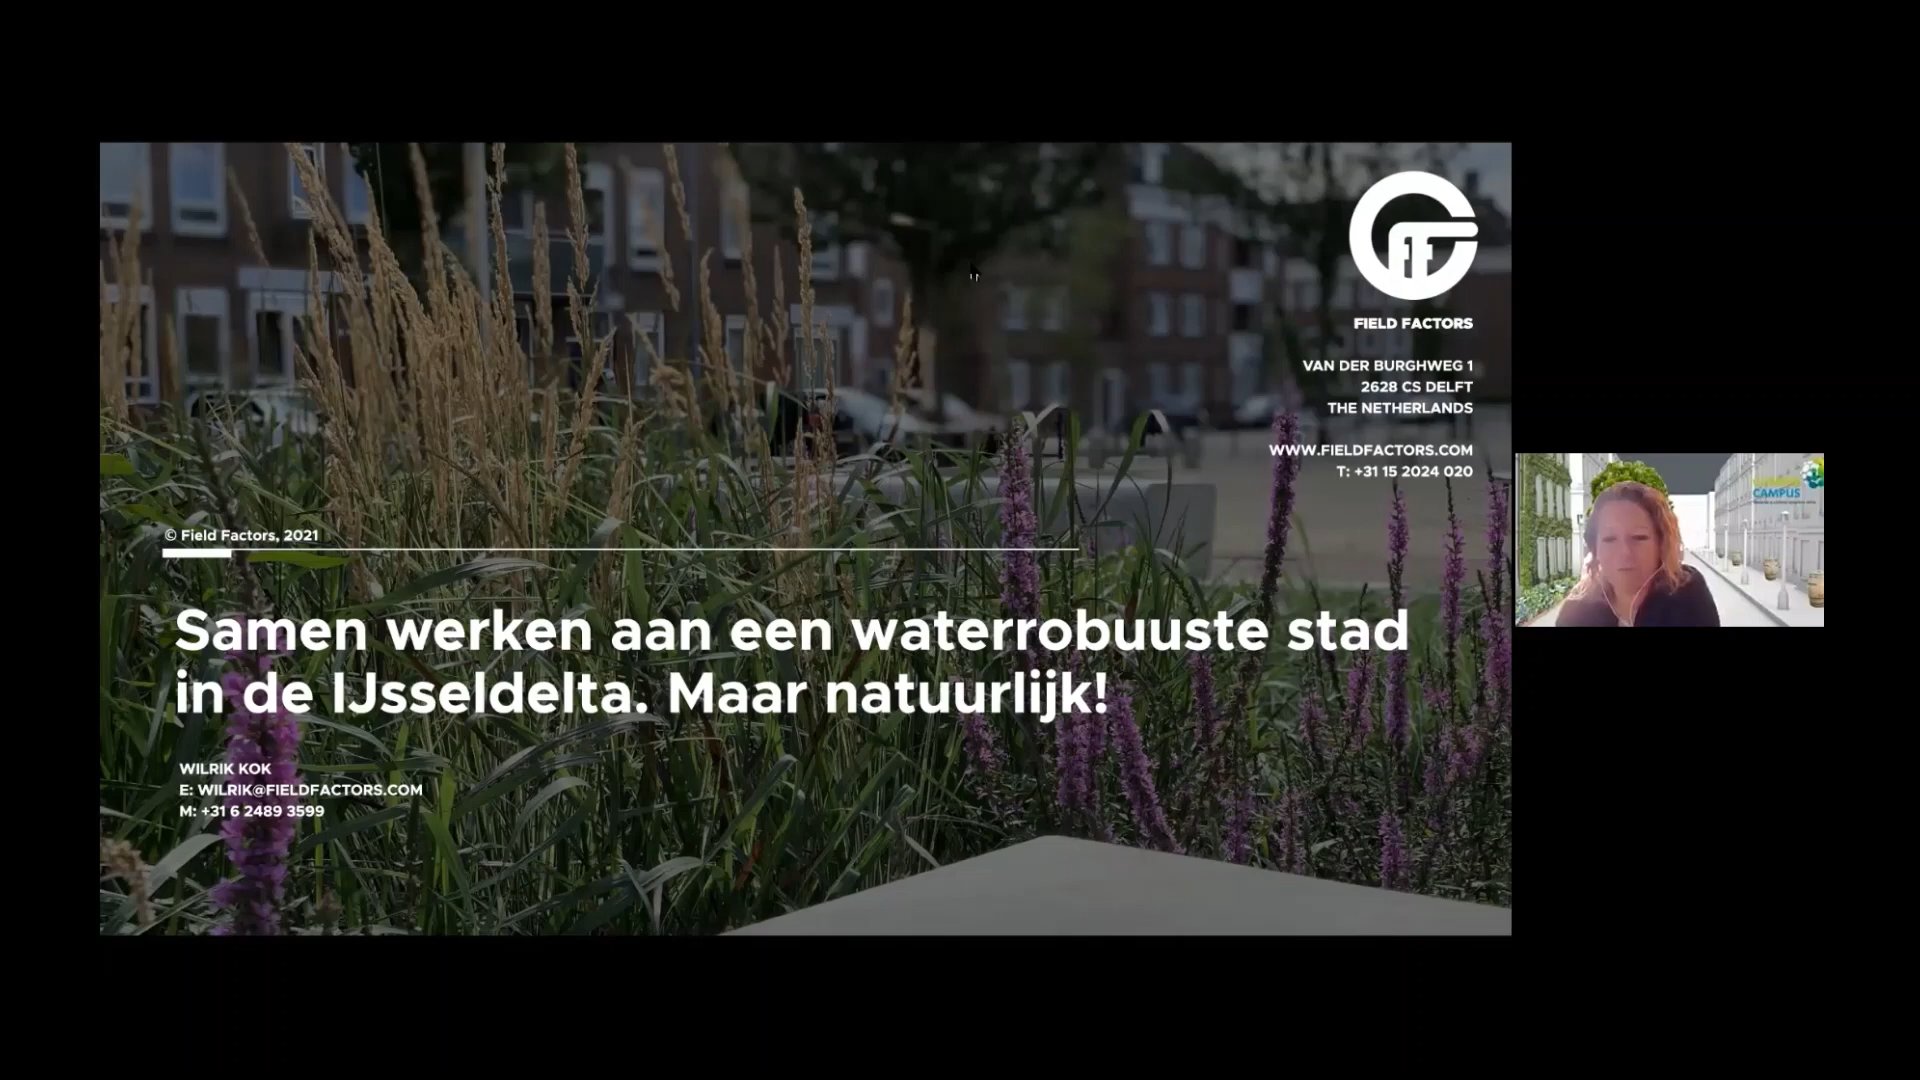 ff
FIELD FACTORS
VAN DER BURGHWEG 1
2628 CS DELFT
THE NETHERLANDS
WWW.FIELDFACTORS.COM
T: +31 15 2024 020
© Field Factors, 2021
Samen werken aan een waterrobuuste stad
in de IJsseldelta. Maar natuurlijk!
WILRIK KOK
E: WILRIK@FIELDFACTORS.COM
M: +31 6 2489 3599
CAMPUS